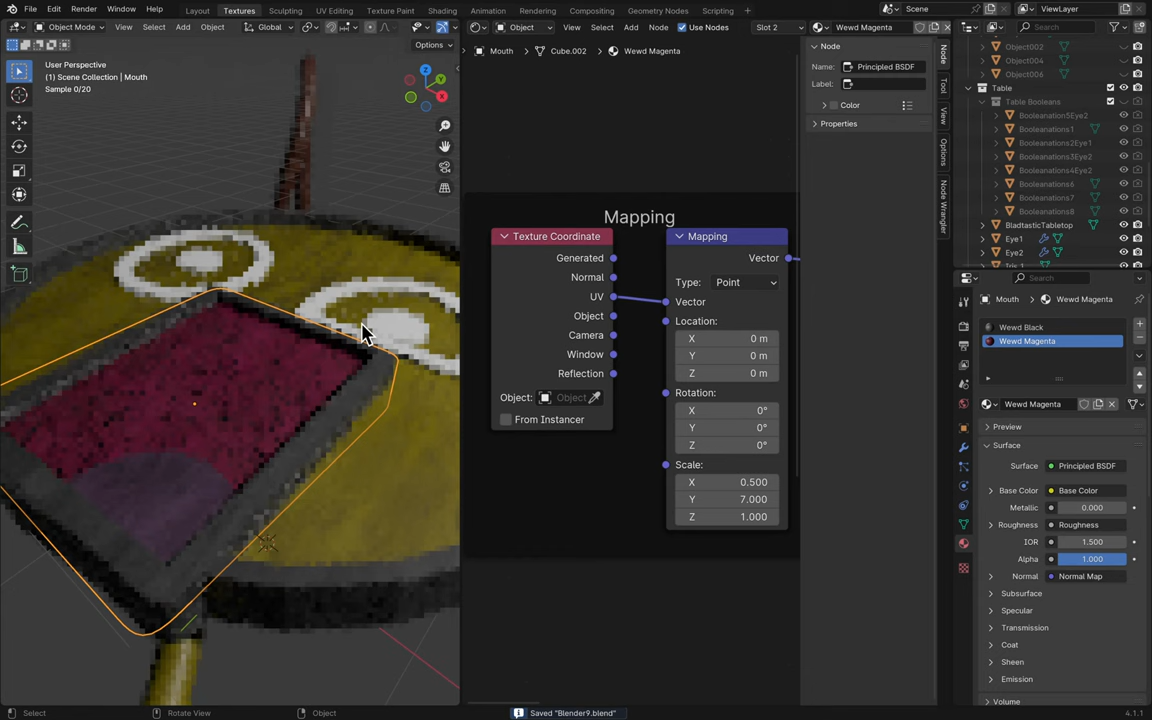 File Edit Render Window Help
Layout Textures Sculpting UV Editing Texture Paint Shading Animation Rendering Compositing Geometry Nodes Scripting
Scene
ViewLayer
Object Mode View Select Add Object
Global
Options
User Perspective
(1) Scene Collection | Mouth
Sample 0/20
Z
Y
X
Object View Select Add Node Use Nodes Slot 2 Wewd Magenta
Mouth Cube.002 Wewd Magenta
Mapping
Texture Coordinate
Generated
Normal
UV
Object
Camera
Window
Reflection
Object: Object
From Instancer
Mapping
Vector
Type: Point
Vector
Location:
X 0 m
Y 0 m
Z 0 m
Rotation:
X 0°
Y 0°
Z 0°
Scale:
X 0.500
Y 7.000
Z 1.000
Node
Name: Principled BSDF
Label:
Color
Properties
Node
Tool
View
Options
Node Wrangler
Object002
Object004
Object006
Table
Table Booleans
Booleanation5Eye2
Booleanations1
Booleanations2Eye1
Booleanations3Eye2
Booleanations4Eye2
Booleanations6
Booleanations7
Booleanations8
BladtasticTabletop
Eye1
Eye2
Search
Mouth Wewd Magenta
Wewd Black
Wewd Magenta
Wewd Magenta
Preview
Surface
Surface Principled BSDF
Base Color Base Color
Metallic 0.000
Roughness Roughness
IOR 1.500
Alpha 1.000
Normal Normal Map
Subsurface
Specular
Transmission
Coat
Sheen
Emission
Volume
Select Rotate View Object Saved "Blender9.blend" 4.1.1